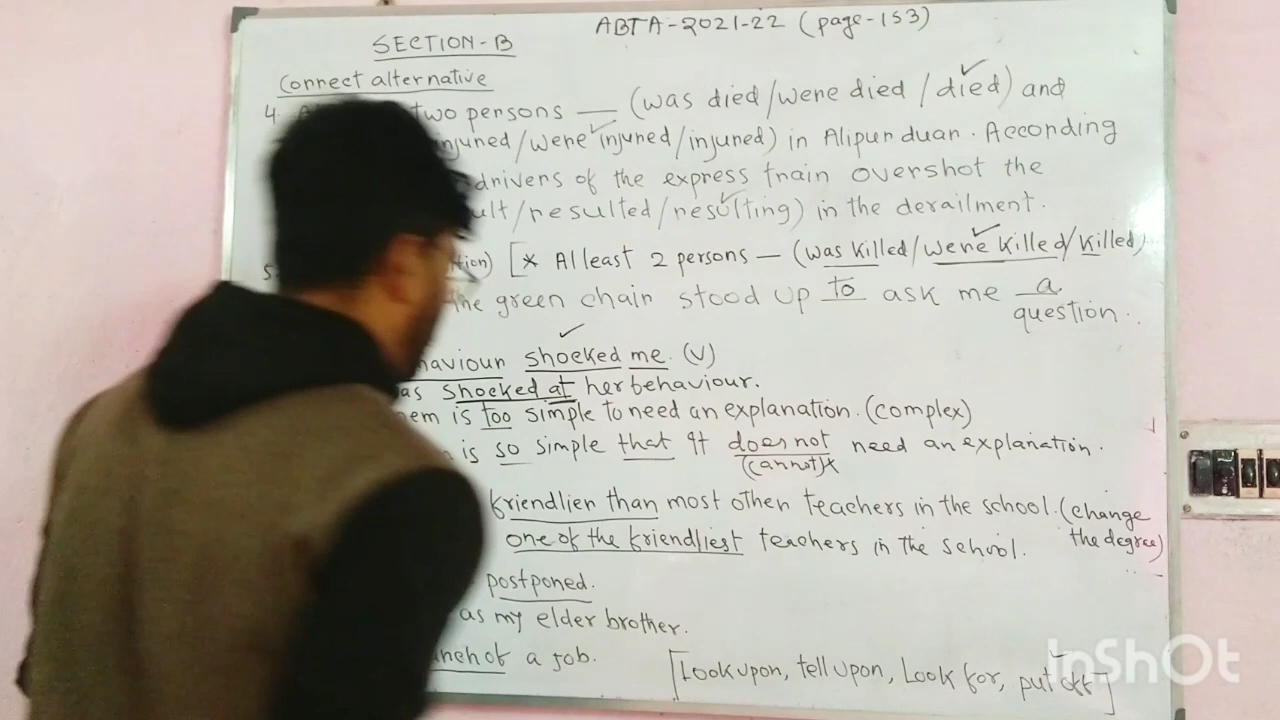 ABTA-2021-22 (page-153)
SECTION-B
Correct alternative
4. two persons — (was died/were died/died) and
injured/were injured/injured) in Alipur duar. According
drivers of the express train overshot the
ult/resulted/resulting) in the derailment.
5. tion) [* Alleast 2 persons — (was killed/were killed/killed)
the green chair stood up to ask me a
question.
haviour shocked me. (V)
as shocked at her behaviour.
em is too simple to need an explanation. (complex)
is so simple that it does not need an explanation.
(cannot)x
friendlier than most other teachers in the school. (change
the degree)
one of the friendliest teachers in the school.
postponed.
as my elder brother.
a job.
[Look upon, tell upon, Look for, put off]
InShOt